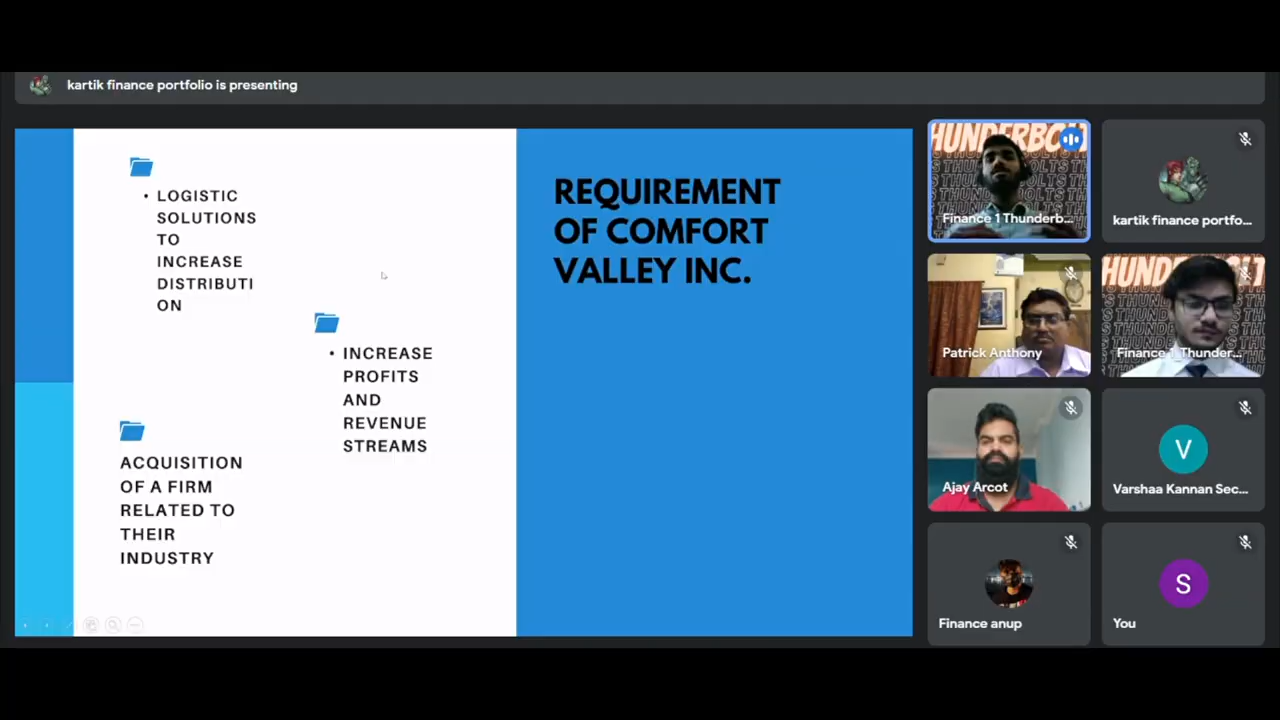 kartik finance portfolio is presenting
LOGISTIC
SOLUTIONS
TO
INCREASE
DISTRIBUTI
ON
INCREASE
PROFITS
AND
REVENUE
STREAMS
ACQUISITION
OF A FIRM
RELATED TO
THEIR
INDUSTRY
REQUIREMENT
OF COMFORT
VALLEY INC.
Finance 1 Thunderb...
kartik finance portfo...
Patrick Anthony
Finance 1 Thunder...
Ajay Arcot
V
Varshaa Kannan Sec...
Finance anup
S
You